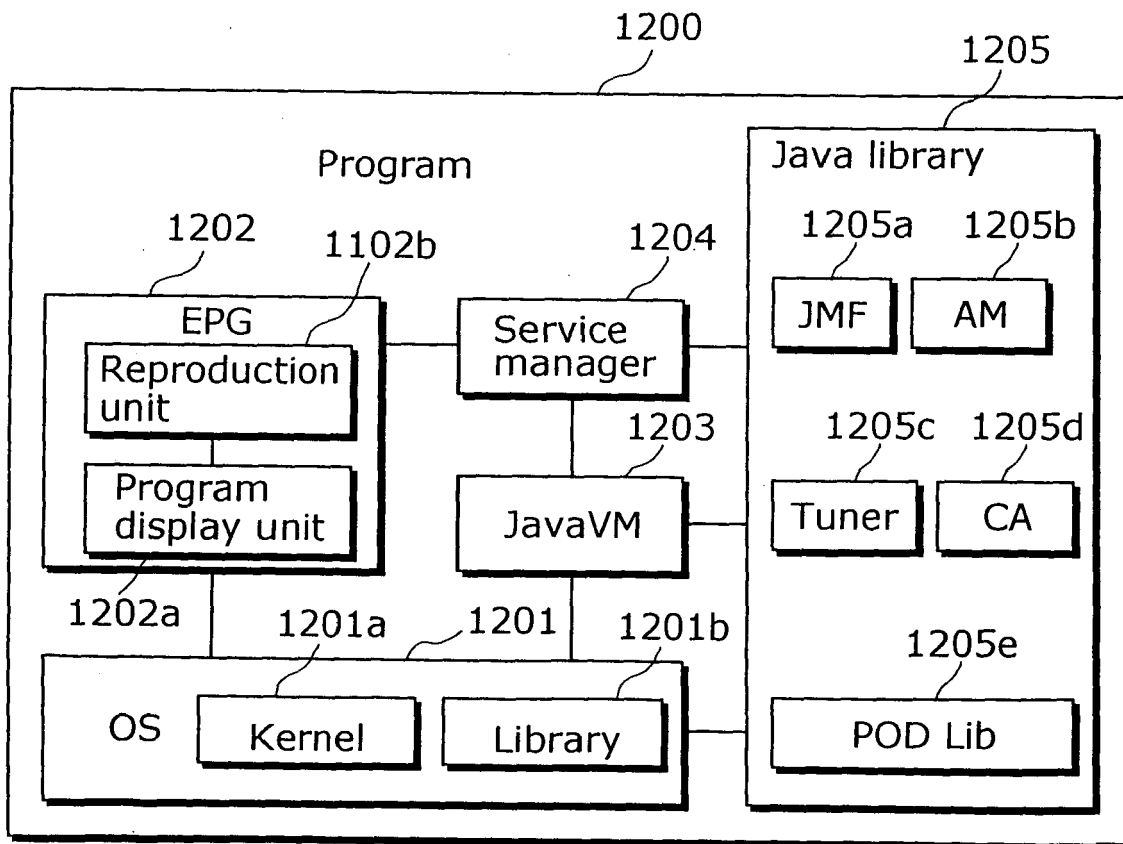 1200
1205
Program
Java library
1202
1102b
1204
1205a
1205b
EPG
Reproduction
unit
Service
manager
JMF
AM
1203
1205c
1205d
Program
display unit
JavaVM
Tuner
CA
1202a
1201a
1201
1201b
1205e
OS
Kernel
Library
POD Lib